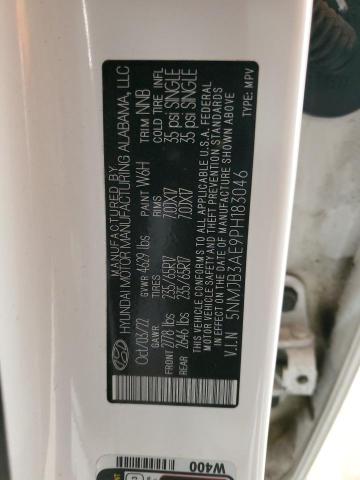 MANUFACTURED BY
HYUNDAI MOTOR MANUFACTURING ALABAMA, LLC
Oct/03/22 GVWR 4629 lbs PAINT W6H TRIM NNB
GAWR TIRES RIMS COLD TIRE INFL
FRONT 2778 lbs 235/65R17 7.0JX17 35 psi SINGLE
REAR 2646 lbs 235/65R17 7.0JX17 35 psi SINGLE
THIS VEHICLE CONFORMS TO ALL APPLICABLE U.S.A. FEDERAL
MOTOR VEHICLE SAFETY AND THEFT PREVENTION STANDARDS
IN EFFECT ON THE DATE OF MANUFACTURE SHOWN ABOVE
V.I.N 5NMJB3AE9PH183046 TYPE: MPV
W400